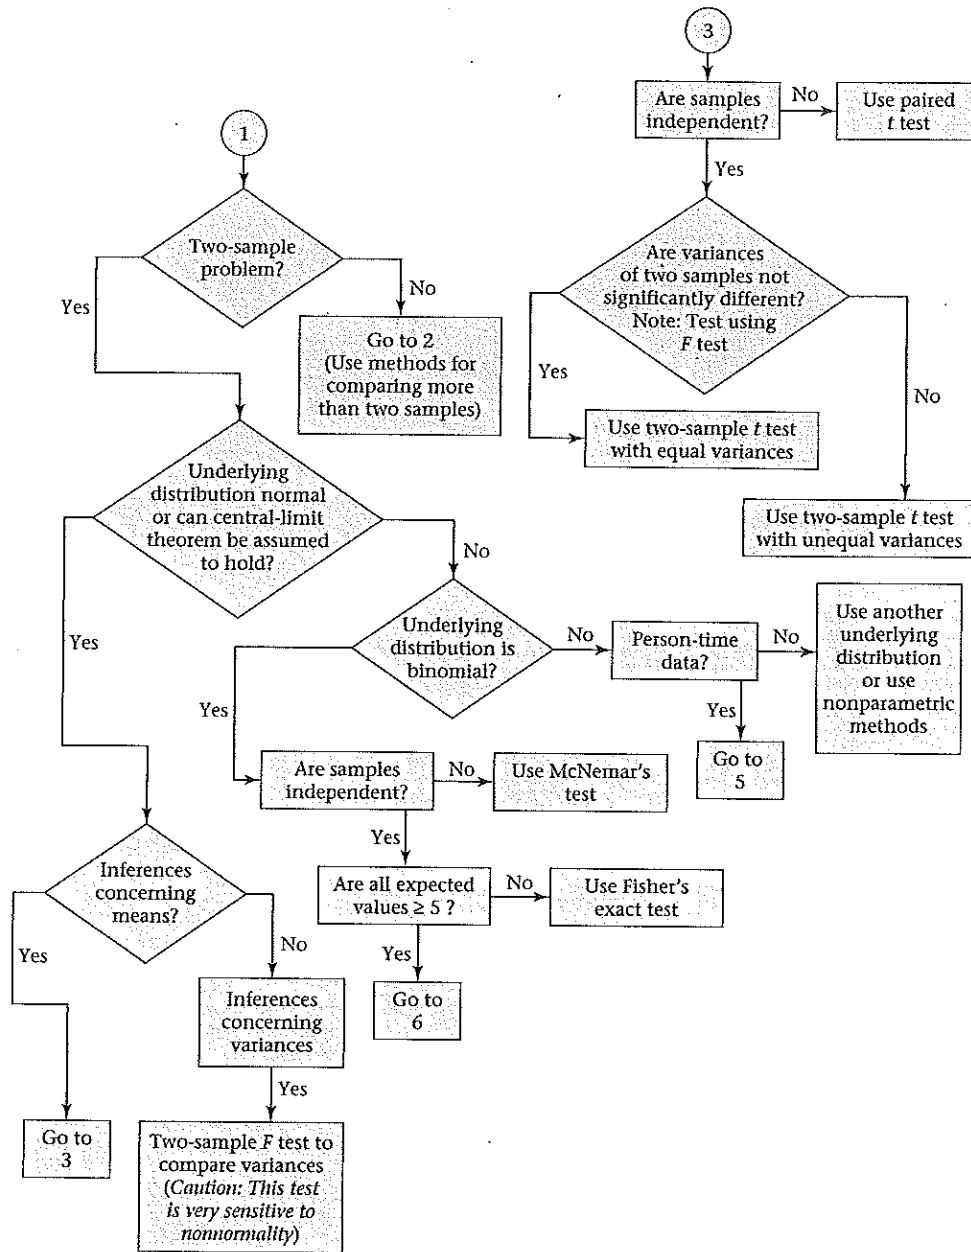 1
Two-sample
problem?
Yes
No
Go to 2
(Use methods for
comparing more
than two samples)
Underlying
distribution normal
or can central-limit
theorem be assumed
to hold?
Yes
No
Underlying
distribution is
binomial?
No
Person-time
data?
No
Use another
underlying
distribution
or use
nonparametric
methods
Yes
Go to
5
Yes
Are samples
independent?
No
Use McNemar's
test
Yes
Are all expected
values ≥ 5 ?
No
Use Fisher's
exact test
Yes
Go to
6
Inferences
concerning
means?
Yes
No
Inferences
concerning
variances
Yes
Go to
3
Two-sample F test to
compare variances
(Caution: This test
is very sensitive to
nonnormality)
3
Are samples
independent?
No
Use paired
t test
Yes
Are variances
of two samples not
significantly different?
Note: Test using
F test
Yes
No
Use two-sample t test
with equal variances
Use two-sample t test
with unequal variances